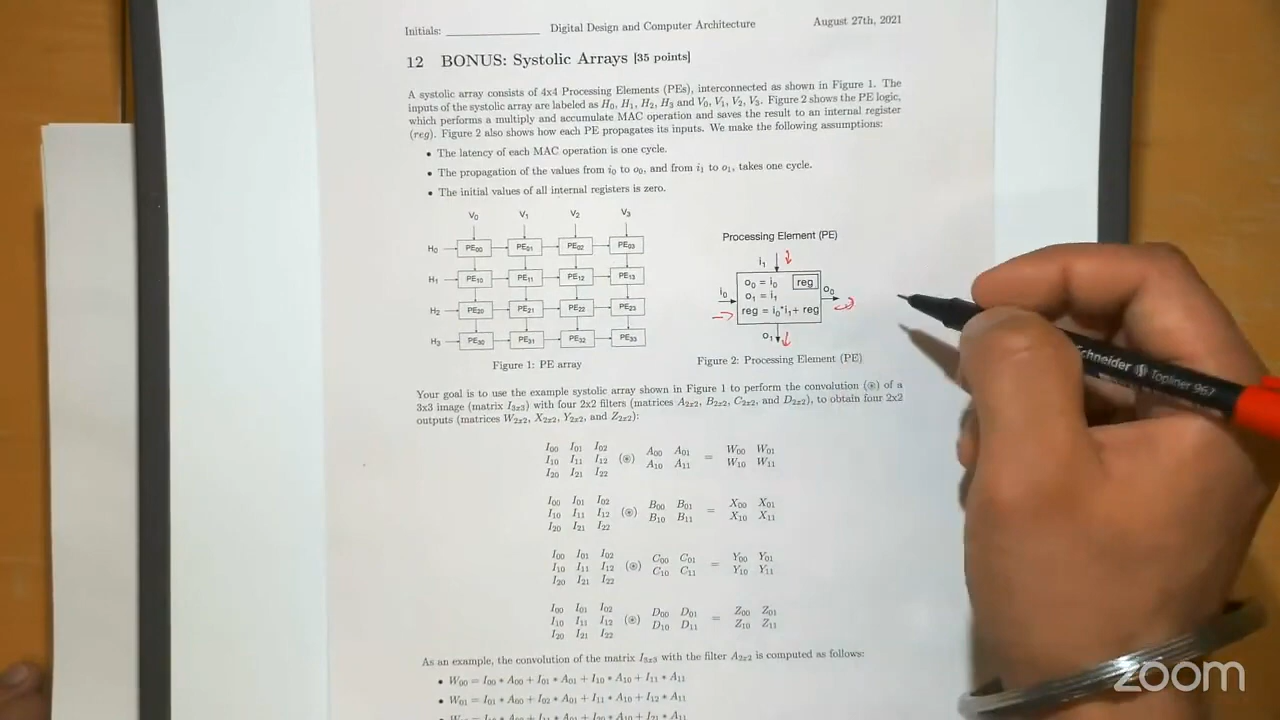 Initials: Digital Design and Computer Architecture August 27th, 2021
12 BONUS: Systolic Arrays [35 points]
A systolic array consists of 4x4 Processing Elements (PEs), interconnected as shown in Figure 1. The
inputs of the systolic array are labeled as H0, H1, H2, H3 and V0, V1, V2, V3. Figure 2 shows the PE logic,
which performs a multiply and accumulate MAC operation and saves the result to an internal register
(reg). Figure 2 also shows how each PE propagates its inputs. We make the following assumptions:
• The latency of each MAC operation is one cycle.
• The propagation of the values from i0 to o0, and from i1 to o1, takes one cycle.
• The initial values of all internal registers is zero.
V0 V1 V2 V3
H0 PE00 PE01 PE02 PE03
H1 PE10 PE11 PE12 PE13
H2 PE20 PE21 PE22 PE23
H3 PE30 PE31 PE32 PE33
Figure 1: PE array
Processing Element (PE)
i1
i0
o0 = i0 reg
o1 = i1
reg = i0*i1+ reg
o0
o1
Figure 2: Processing Element (PE)
Your goal is to use the example systolic array shown in Figure 1 to perform the convolution (⊛) of a
3x3 image (matrix I3x3) with four 2x2 filters (matrices A2x2, B2x2, C2x2, and D2x2), to obtain four 2x2
outputs (matrices W2x2, X2x2, Y2x2, and Z2x2):
I00 I01 I02
I10 I11 I12 (⊛) A00 A01 = W00 W01
I20 I21 I22 A10 A11 W10 W11
I00 I01 I02
I10 I11 I12 (⊛) B00 B01 = X00 X01
I20 I21 I22 B10 B11 X10 X11
I00 I01 I02
I10 I11 I12 (⊛) C00 C01 = Y00 Y01
I20 I21 I22 C10 C11 Y10 Y11
I00 I01 I02
I10 I11 I12 (⊛) D00 D01 = Z00 Z01
I20 I21 I22 D10 D11 Z10 Z11
As an example, the convolution of the matrix I3x3 with the filter A2x2 is computed as follows:
• W00 = I00 * A00 + I01 * A01 + I10 * A10 + I11 * A11
• W01 = I01 * A00 + I02 * A01 + I11 * A10 + I12 * A11
Schneider Topliner 967
zoom